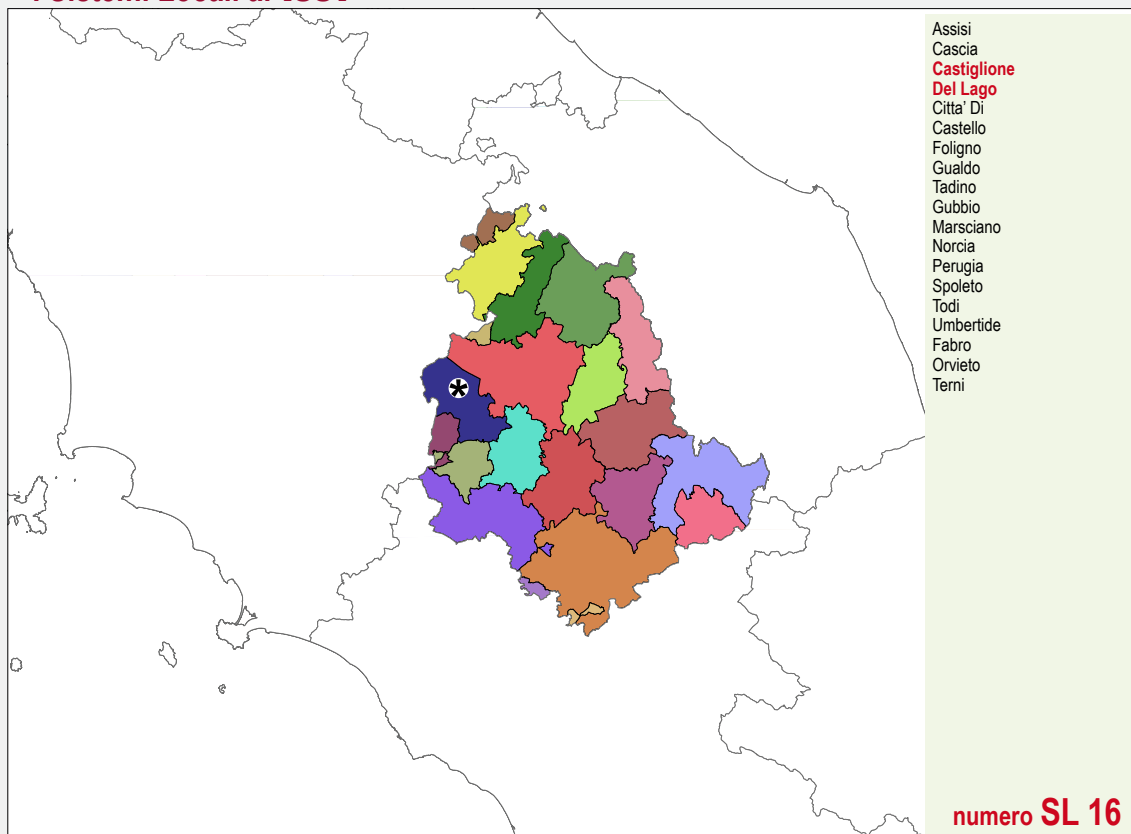 Assisi
Cascia
Castiglione
Del Lago
Citta' Di
Castello
Foligno
Gualdo
Tadino
Gubbio
Marsciano
Norcia
Perugia
Spoleto
Todi
Umbertide
Fabro
Orvieto
Terni
numero SL 16